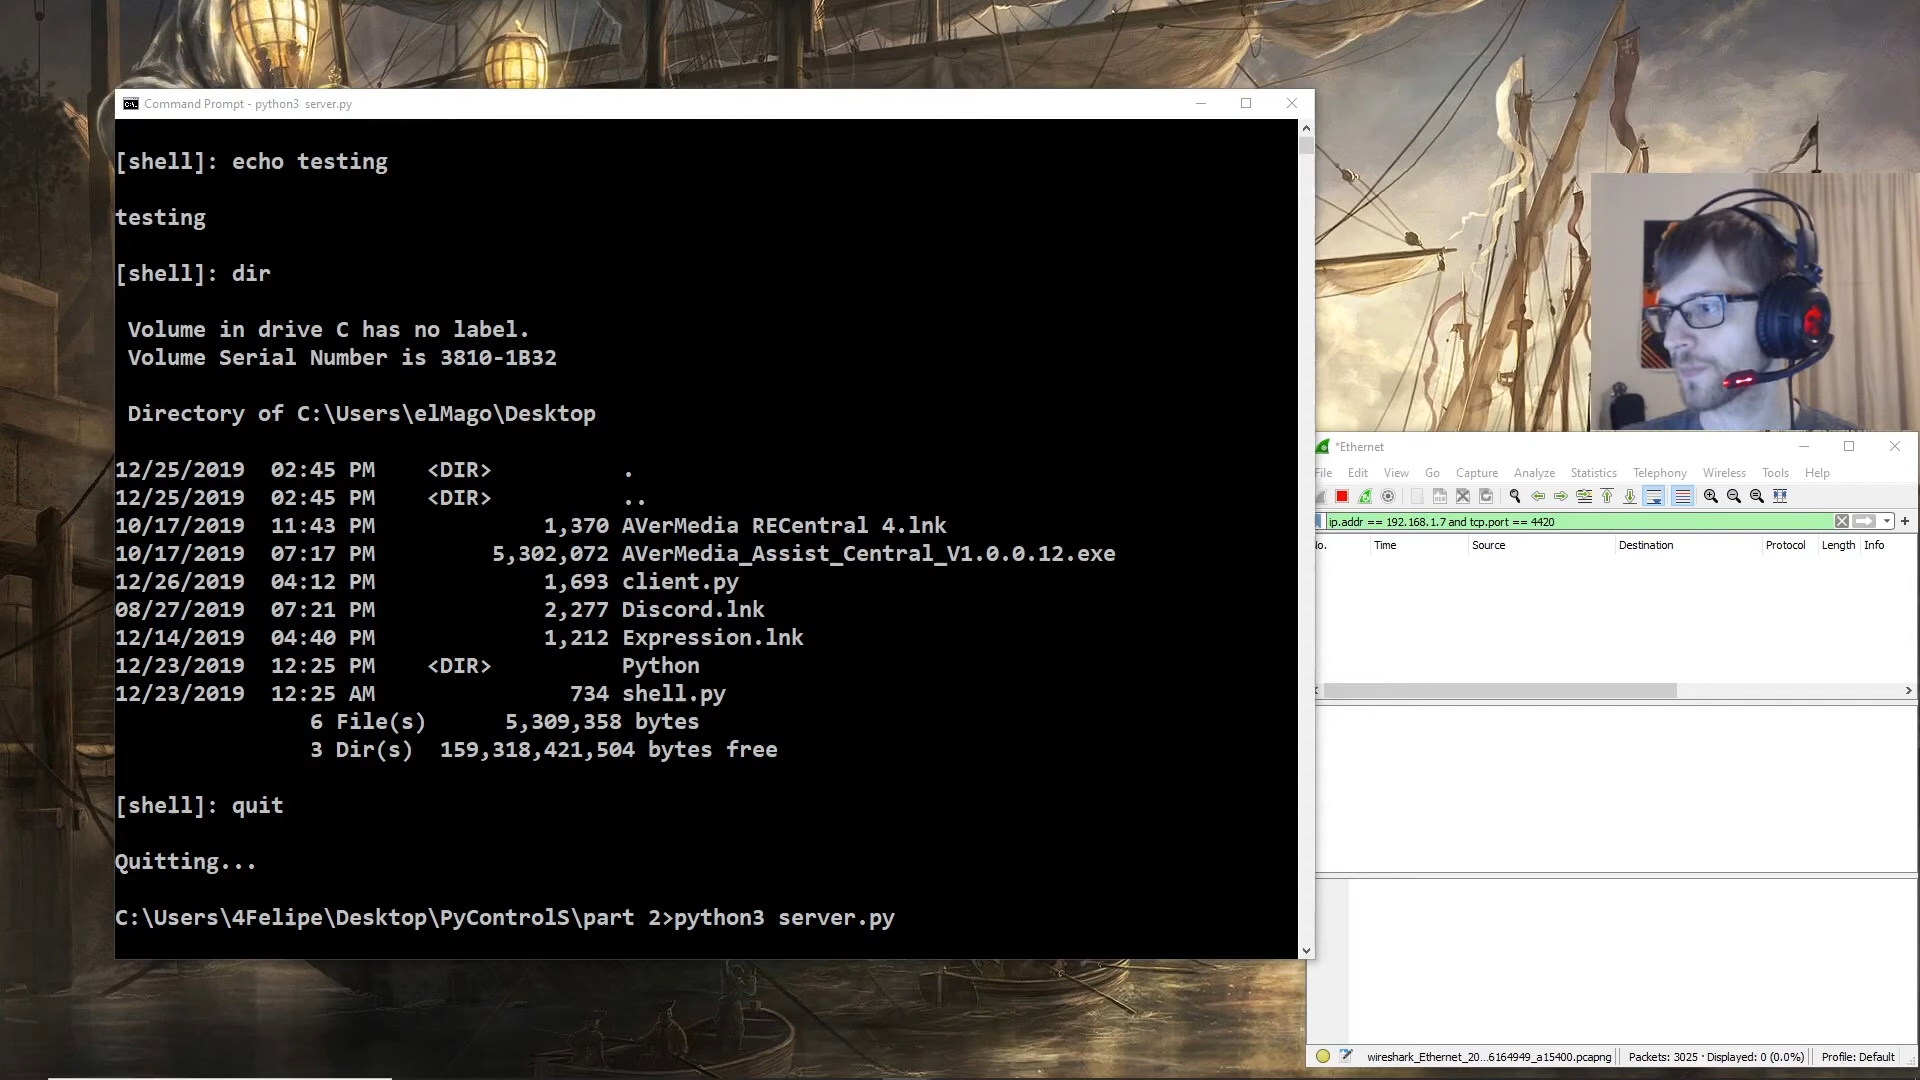 Command Prompt - python3 server.py
[shell]: echo testing
testing
[shell]: dir
Volume in drive C has no label.
Volume Serial Number is 3810-1B32
Directory of C:\Users\elMago\Desktop
12/25/2019 02:45 PM <DIR> .
12/25/2019 02:45 PM <DIR> ..
10/17/2019 11:43 PM 1,370 AVerMedia RECentral 4.lnk
10/17/2019 07:17 PM 5,302,072 AVerMedia_Assist_Central_V1.0.0.12.exe
12/26/2019 04:12 PM 1,693 client.py
08/27/2019 07:21 PM 2,277 Discord.lnk
12/14/2019 04:40 PM 1,212 Expression.lnk
12/23/2019 12:25 PM <DIR> Python
12/23/2019 12:25 AM 734 shell.py
6 File(s) 5,309,358 bytes
3 Dir(s) 159,318,421,504 bytes free
[shell]: quit
Quitting...
C:\Users\4Felipe\Desktop\PyControlS\part 2>python3 server.py
*Ethernet
File Edit View Go Capture Analyze Statistics Telephony Wireless Tools Help
ip.addr == 192.168.1.7 and tcp.port == 4420
No. Time Source Destination Protocol Length Info
wireshark_Ethernet_20...6164949_a15400.pcapng Packets: 3025 · Displayed: 0 (0.0%) Profile: Default